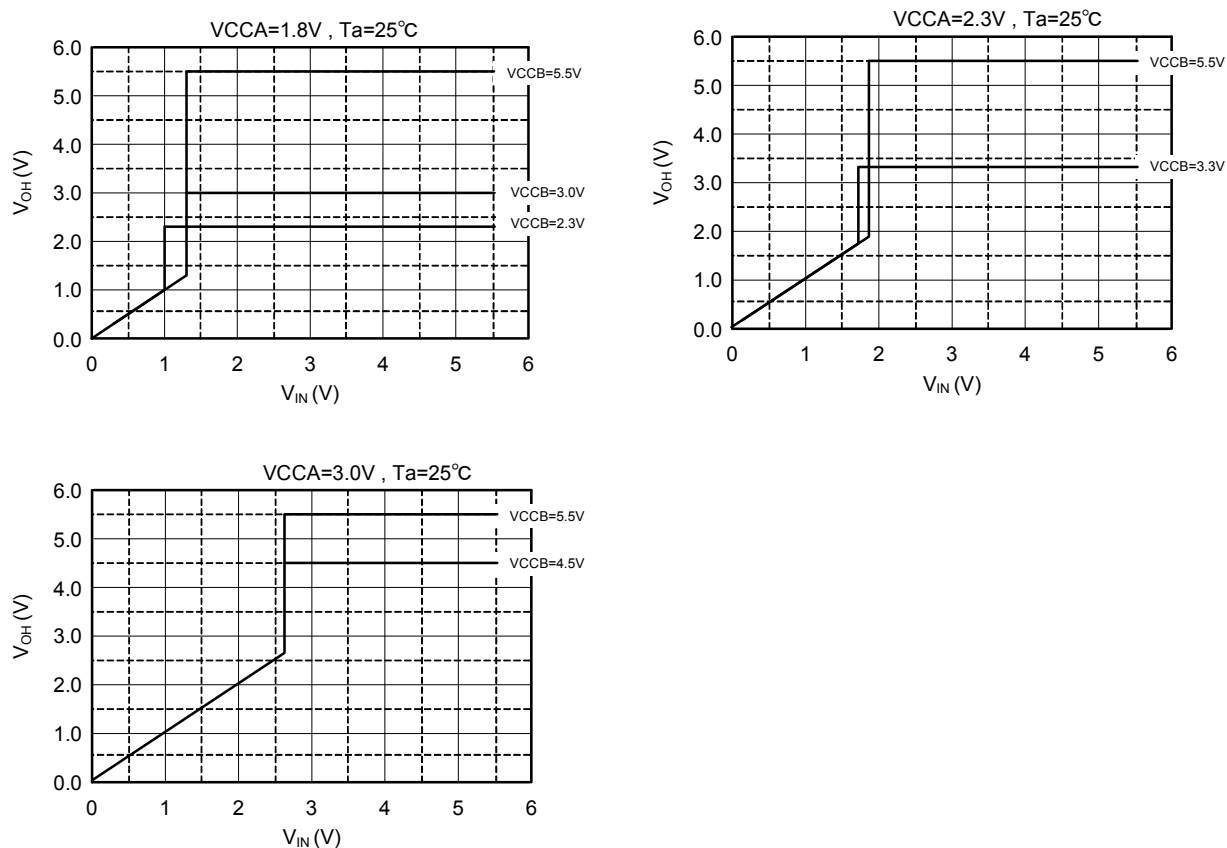 VCCA=1.8V , Ta=25℃
6.0
5.0
4.0
3.0
2.0
1.0
0.0
VOH (V)
VCCB=5.5V
VCCB=3.0V
VCCB=2.3V
0 1 2 3 4 5 6
VIN (V)
VCCA=2.3V , Ta=25℃
6.0
5.0
4.0
3.0
2.0
1.0
0.0
VOH (V)
VCCB=5.5V
VCCB=3.3V
0 1 2 3 4 5 6
VIN (V)
VCCA=3.0V , Ta=25℃
6.0
5.0
4.0
3.0
2.0
1.0
0.0
VOH (V)
VCCB=5.5V
VCCB=4.5V
0 1 2 3 4 5 6
VIN (V)